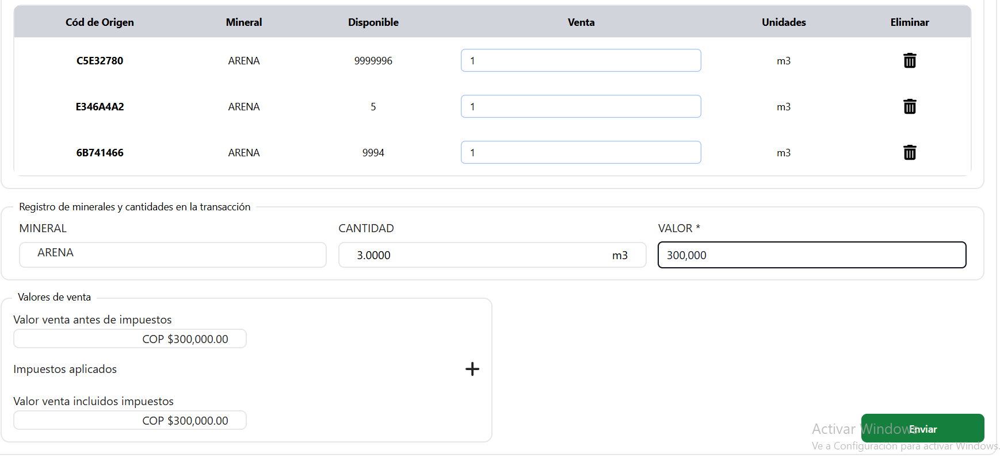 Cód de Origen Mineral Disponible Venta Unidades Eliminar
C5E32780 ARENA 9999996 1 m3
E346A4A2 ARENA 5 1 m3
6B741466 ARENA 9994 1 m3
Registro de minerales y cantidades en la transacción
MINERAL CANTIDAD VALOR *
ARENA 3.0000 m3 300,000
Valores de venta
Valor venta antes de impuestos
COP $300,000.00
Impuestos aplicados
Valor venta incluidos impuestos
COP $300,000.00
Enviar
Activar Windows
Ve a Configuración para activar Windows.